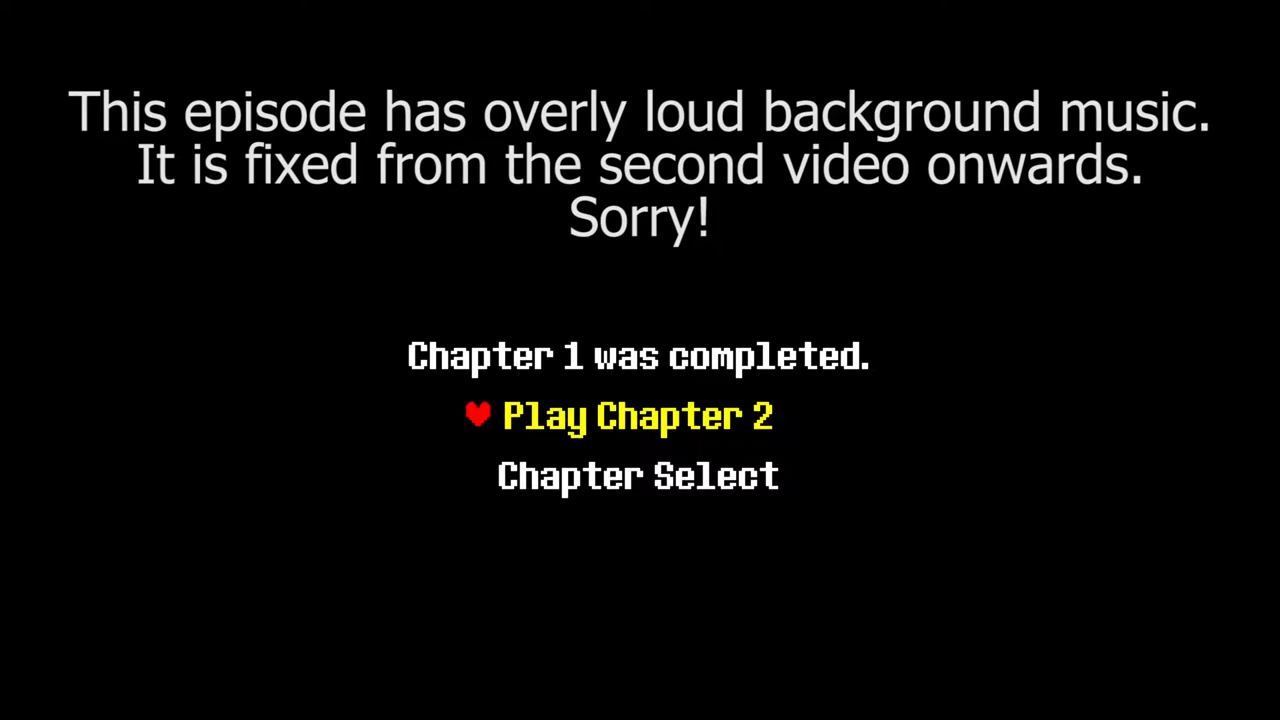 This episode has overly loud background music.
It is fixed from the second video onwards.
Sorry!
Chapter 1 was completed.
Play Chapter 2
Chapter Select